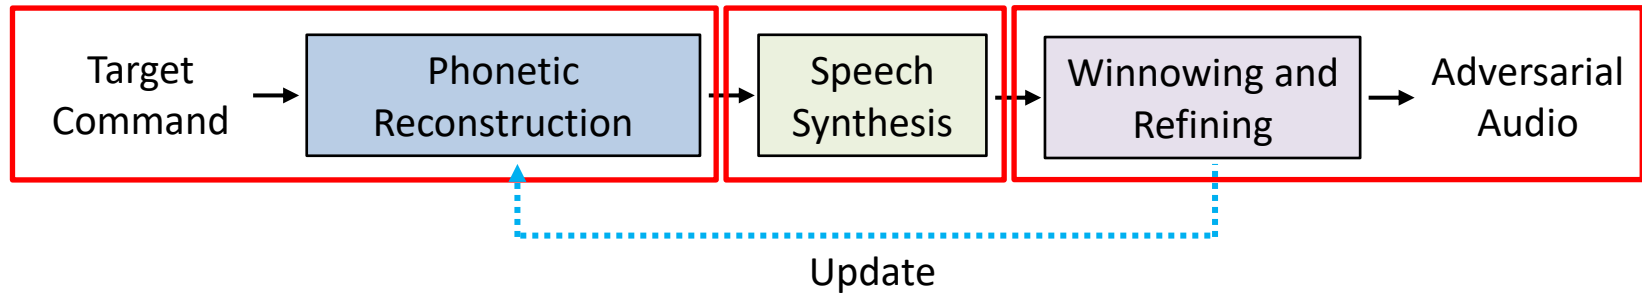 Target
Command
Phonetic
Reconstruction
Speech
Synthesis
Winnowing and
Refining
Adversarial
Audio
Update